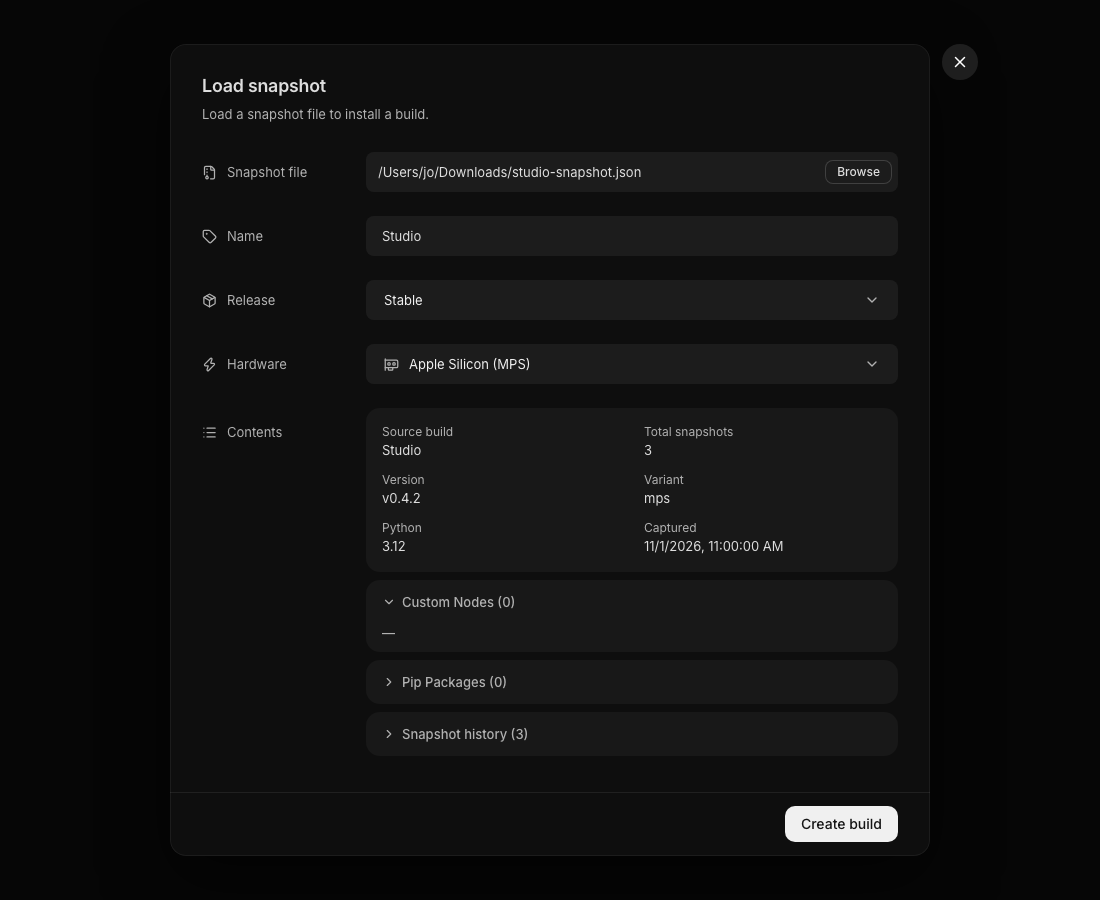 Load snapshot
Load a snapshot file to install a build.
Snapshot file
/Users/jo/Downloads/studio-snapshot.json
Browse
Name
Studio
Release
Stable
Hardware
Apple Silicon (MPS)
Contents
Source build
Studio
Total snapshots
3
Version
v0.4.2
Variant
mps
Python
3.12
Captured
11/1/2026, 11:00:00 AM
Custom Nodes (0)
—
Pip Packages (0)
Snapshot history (3)
Create build